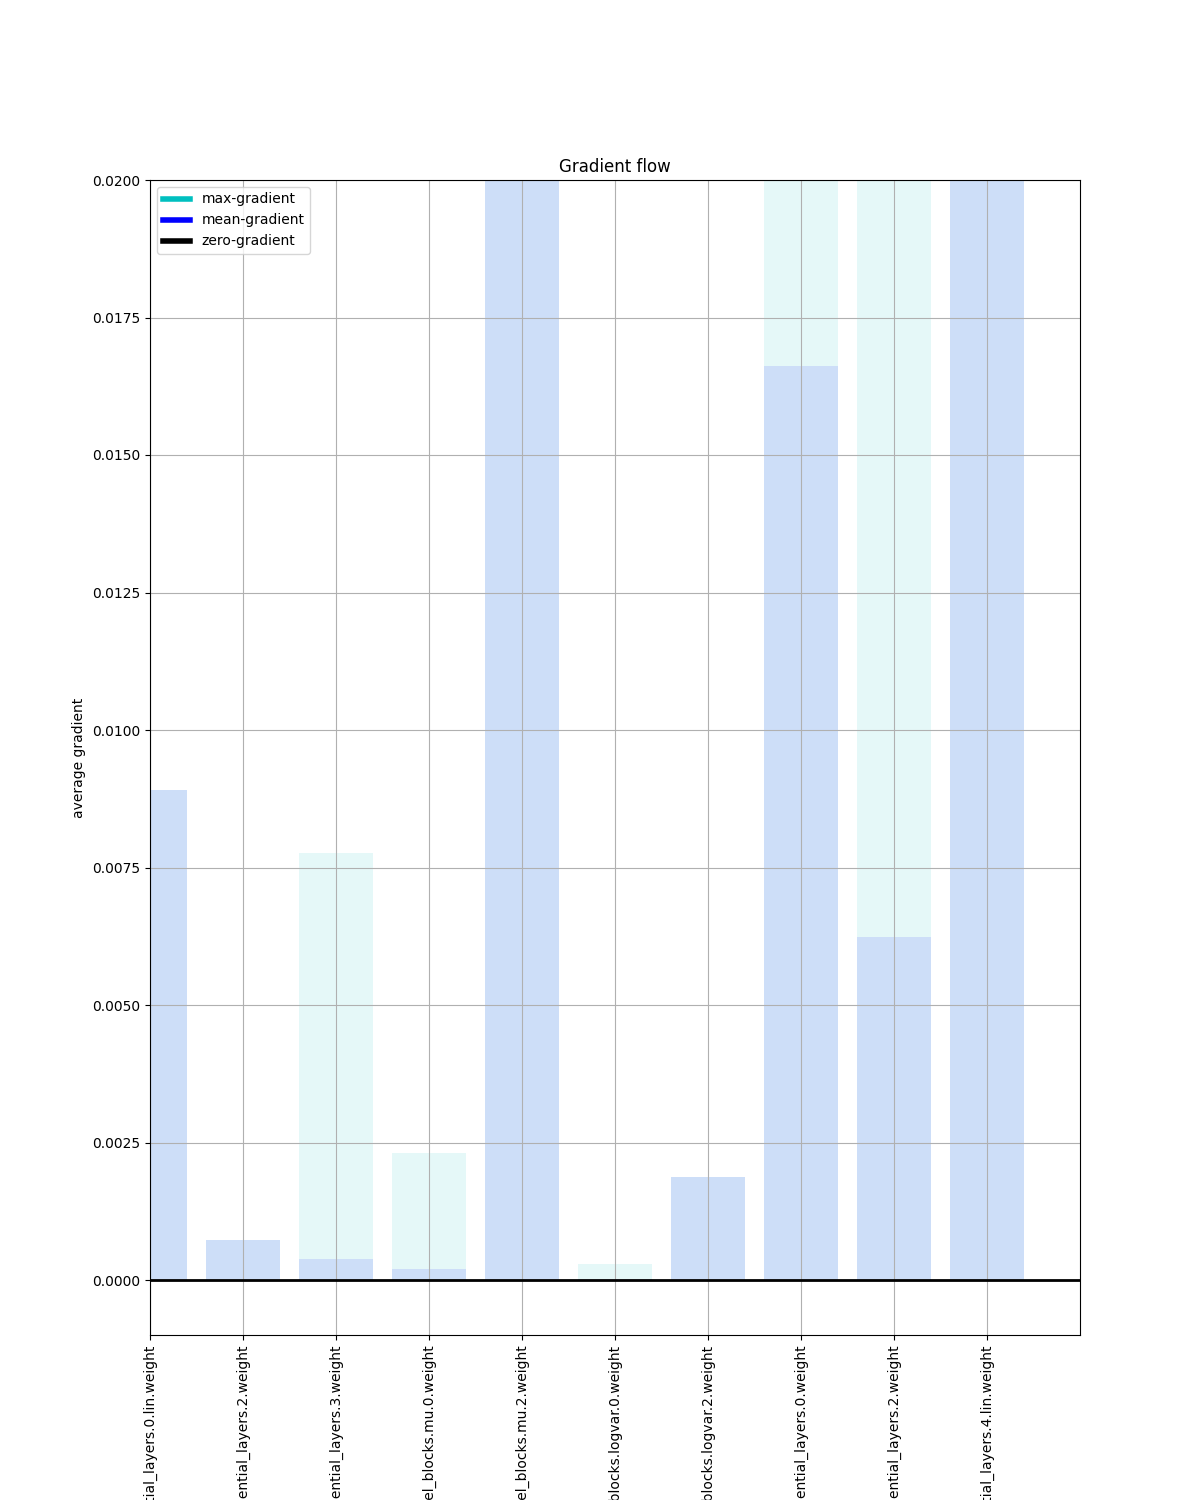 Gradient flow
max-gradient
mean-gradient
zero-gradient
0.0200
0.0175
0.0150
0.0125
0.0100
0.0075
0.0050
0.0025
0.0000
average gradient
tial_layers.0.lin.weight
ential_layers.2.weight
ential_layers.3.weight
el_blocks.mu.0.weight
el_blocks.mu.2.weight
blocks.logvar.0.weight
blocks.logvar.2.weight
ential_layers.0.weight
ential_layers.2.weight
tial_layers.4.lin.weight